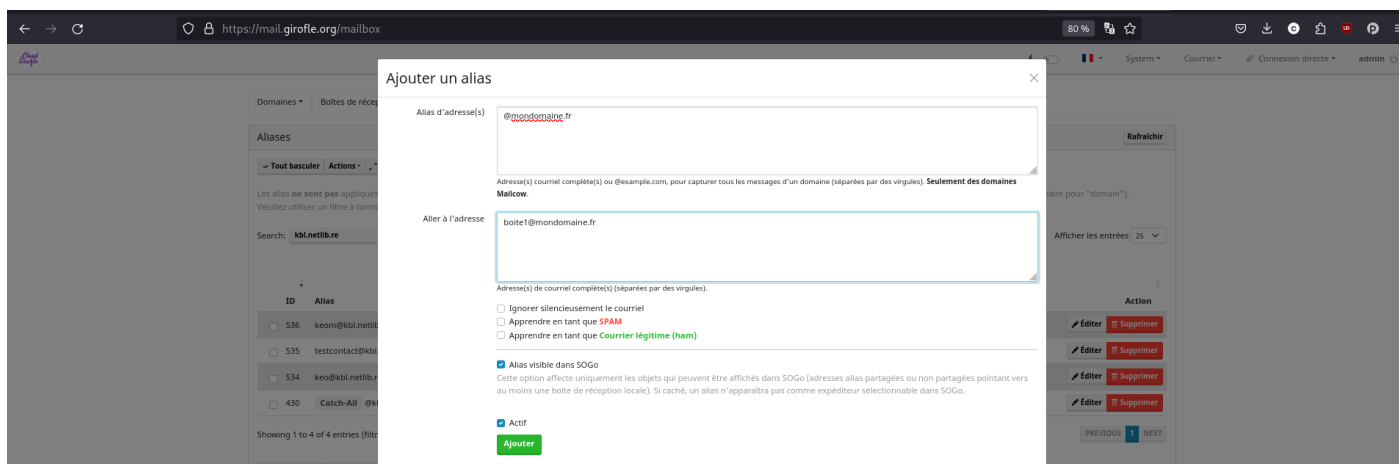 https://mail.girofle.org/mailbox
80 %
Cloud
Girofle
System
Courriel
Connexion directe
admin
Ajouter un alias
Domaines
Boîtes de récep
Alias d'adresse(s)
@mondomaine.fr
Aliases
Rafraîchir
Tout basculer
Actions
Adresse(s) courriel complète(s) ou @example.com, pour capturer tous les messages d'un domaine (séparées par des virgules). Seulement des domaines
Mailcow.
Les alias ne sont pas appliqués
aire pour "domain").
Veuillez utiliser un filtre à tamis
Aller à l'adresse
boite1@mondomaine.fr
Search: kbl.netlib.re
Afficher les entrées 25
Adresse(s) de courriel complète(s) (séparées par des virgules).
ID Alias
Action
Ignorer silencieusement le courriel
Apprendre en tant que SPAM
Apprendre en tant que Courrier légitime (ham)
536 keom@kbl.netlib
Éditer Supprimer
535 testcontact@kbl
Éditer Supprimer
534 keo@kbl.netlib.r
Éditer Supprimer
430 Catch-All @kl
Éditer Supprimer
Alias visible dans SOGo
Cette option affecte uniquement les objets qui peuvent être affichés dans SOGo (adresses alias partagées ou non partagées pointant vers
au moins une boîte de réception locale). Si caché, un alias n'apparaîtra pas comme expéditeur sélectionnable dans SOGo.
Actif
Showing 1 to 4 of 4 entries (filtr
PREVIOUS 1 NEXT
Ajouter